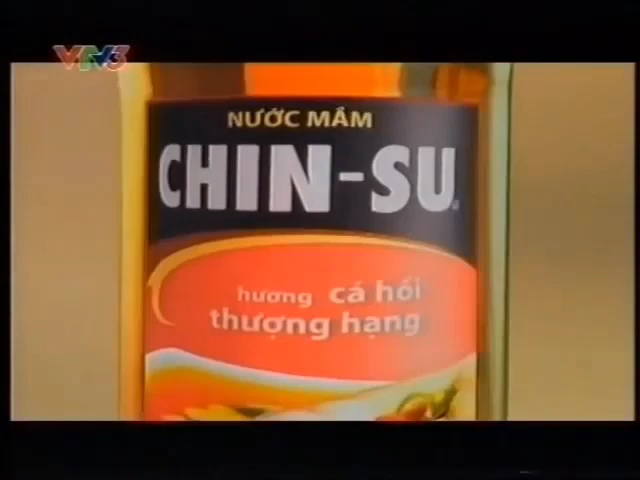 VTV3
NƯỚC MẮM
CHIN-SU
hương cá hồi
thượng hạng